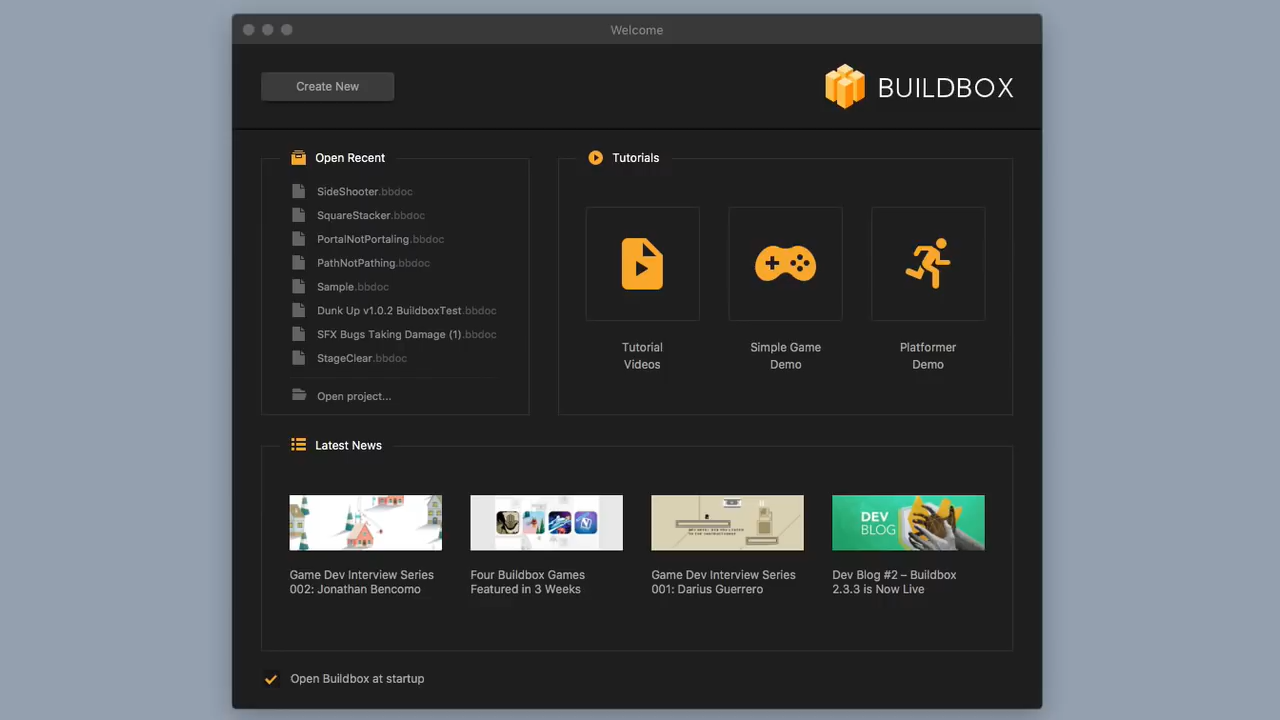 Welcome
Create New
BUILDBOX
Open Recent
SideShooter.bbdoc
SquareStacker.bbdoc
PortalNotPortaling.bbdoc
PathNotPathing.bbdoc
Sample.bbdoc
Dunk Up v1.0.2 BuildboxTest.bbdoc
SFX Bugs Taking Damage (1).bbdoc
StageClear.bbdoc
Open project...
Tutorials
Tutorial
Videos
Simple Game
Demo
Platformer
Demo
Latest News
DEV
BLOG
Game Dev Interview Series
002: Jonathan Bencomo
Four Buildbox Games
Featured in 3 Weeks
Game Dev Interview Series
001: Darius Guerrero
Dev Blog #2 – Buildbox
2.3.3 is Now Live
Open Buildbox at startup